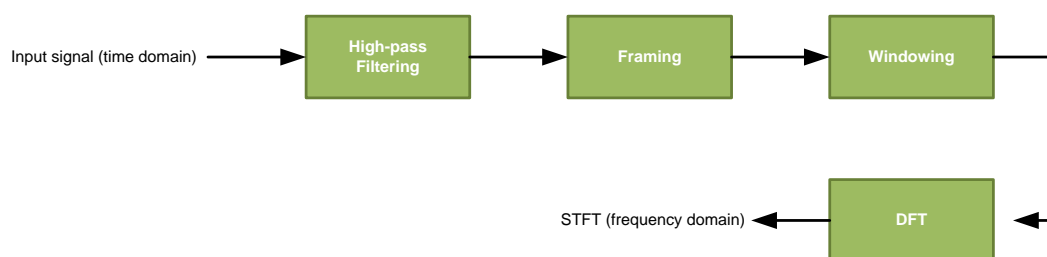 Input signal (time domain)
High-pass
Filtering
Framing
Windowing
STFT (frequency domain)
DFT